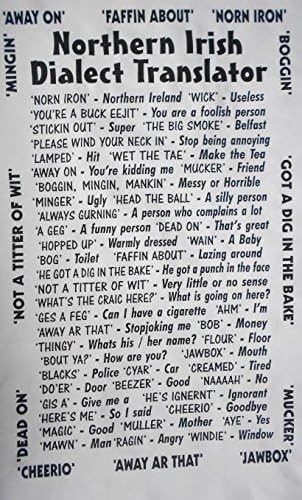 'AWAY ON' 'FAFFIN ABOUT' 'NORN IRON'
'MINGIN'
'BOGGIN'
Northern Irish
Dialect Translator
'NORN IRON' - Northern Ireland 'WICK' - Useless
'YOU'RE A BUCK EEJIT' - You are a foolish person
'STICKIN OUT' - Super 'THE BIG SMOKE' - Belfast
'PLEASE WIND YOUR NECK IN' - Stop being annoying
'LAMPED' - Hit 'WET THE TAE' - Make the Tea
'AWAY ON' - You're kidding me 'MUCKER' - Friend
'BOGGIN, MINGIN, MANKIN' - Messy or Horrible
'MINGER' - Ugly 'HEAD THE BALL' - A silly person
'ALWAYS GURNING' - A person who complains a lot
'A GEG' - A funny person 'DEAD ON' - That's great
'HOPPED UP' - Warmly dressed 'WAIN' - A Baby
'BOG' - Toilet 'FAFFIN ABOUT' - Lazing around
'HE GOT A DIG IN THE BAKE' - He got a punch in the face
'NOT A TITTER OF WIT' - Very little or no sense
'WHAT'S THE CRAIC HERE?' - What is going on here?
'GES A FEG' - Can I have a cigarette 'AHM' - I'm
'AWAY AR THAT' - Stopjoking me 'BOB' - Money
'THINGY' - Whats his / her name? 'FLOUR' - Floor
'BOUT YA?' - How are you? 'JAWBOX' - Mouth
'BLACKS' - Police 'CYAR' - Car 'CREAMED' - Tired
'DO'ER' - Door 'BEEZER' - Good 'NAAAAH' - No
'GIS A' - Give me a 'HE'S IGNERNT' - Ignorant
'HERE'S ME' - So I said 'CHEERIO' - Goodbye
'MAGIC' - Good 'MULLER' - Mother 'AYE' - Yes
'MAWN' - Man 'RAGIN' - Angry 'WINDIE' - Window
'NOT A TITTER OF WIT'
'GOT A DIG IN THE BAKE'
'DEAD ON'
'MUCKER'
'CHEERIO' 'AWAY AR THAT' 'JAWBOX'